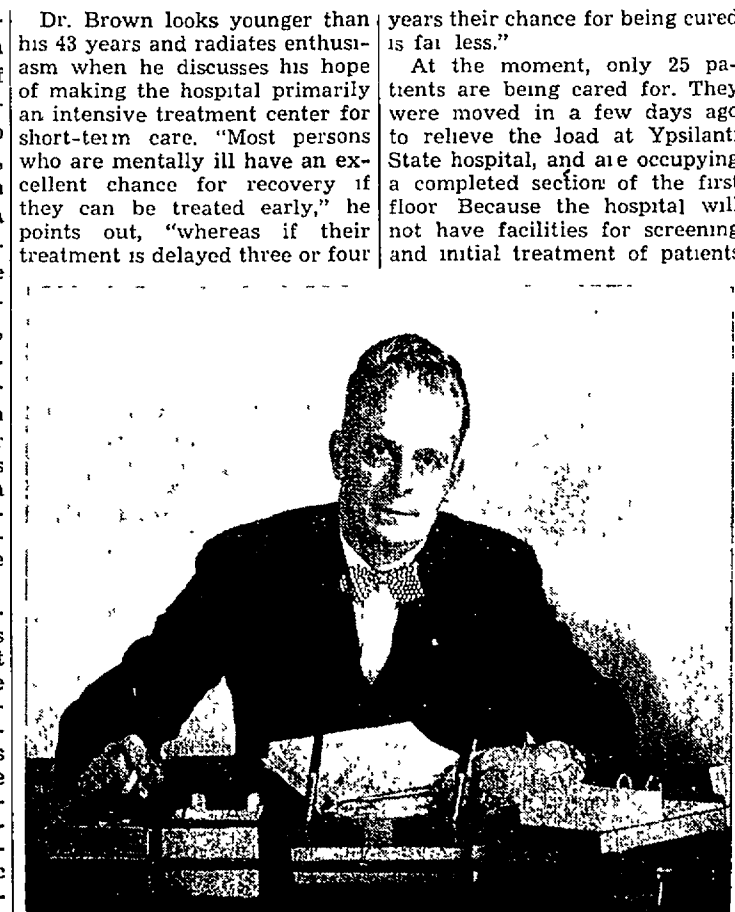 Dr. Brown looks younger than
his 43 years and radiates enthusi-
asm when he discusses his hope
of making the hospital primarily
an intensive treatment center for
short-term care. "Most persons
who are mentally ill have an ex-
cellent chance for recovery if
they can be treated early," he
points out, "whereas if their
treatment is delayed three or four
years their chance for being cured
is far less."
At the moment, only 25 pa-
tients are being cared for. They
were moved in a few days ago
to relieve the load at Ypsilanti
State hospital, and are occupying
a completed section of the first
floor Because the hospital will
not have facilities for screening
and initial treatment of patients